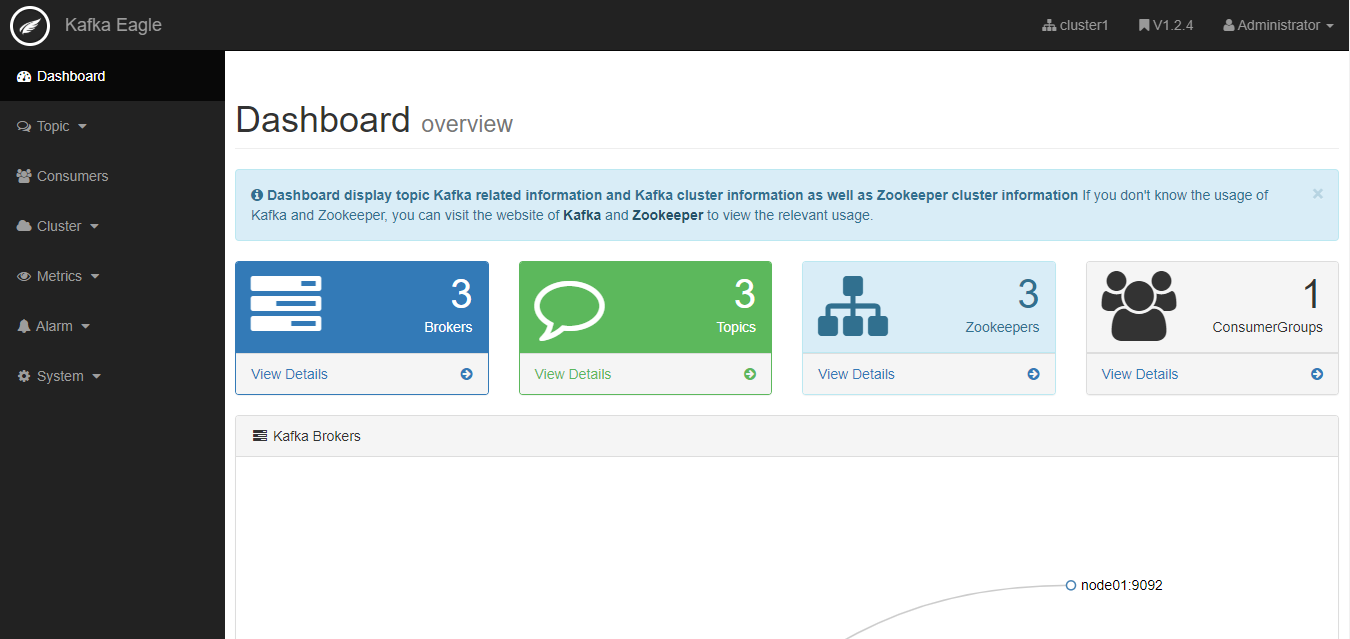 Kafka Eagle
cluster1
V1.2.4
Administrator
Dashboard
Topic
Consumers
Cluster
Metrics
Alarm
System
Dashboard overview
Dashboard display topic Kafka related information and Kafka cluster information as well as Zookeeper cluster information If you don't know the usage of
Kafka and Zookeeper, you can visit the website of Kafka and Zookeeper to view the relevant usage.
×
3
Brokers
View Details
3
Topics
View Details
3
Zookeepers
View Details
1
ConsumerGroups
View Details
Kafka Brokers
node01:9092